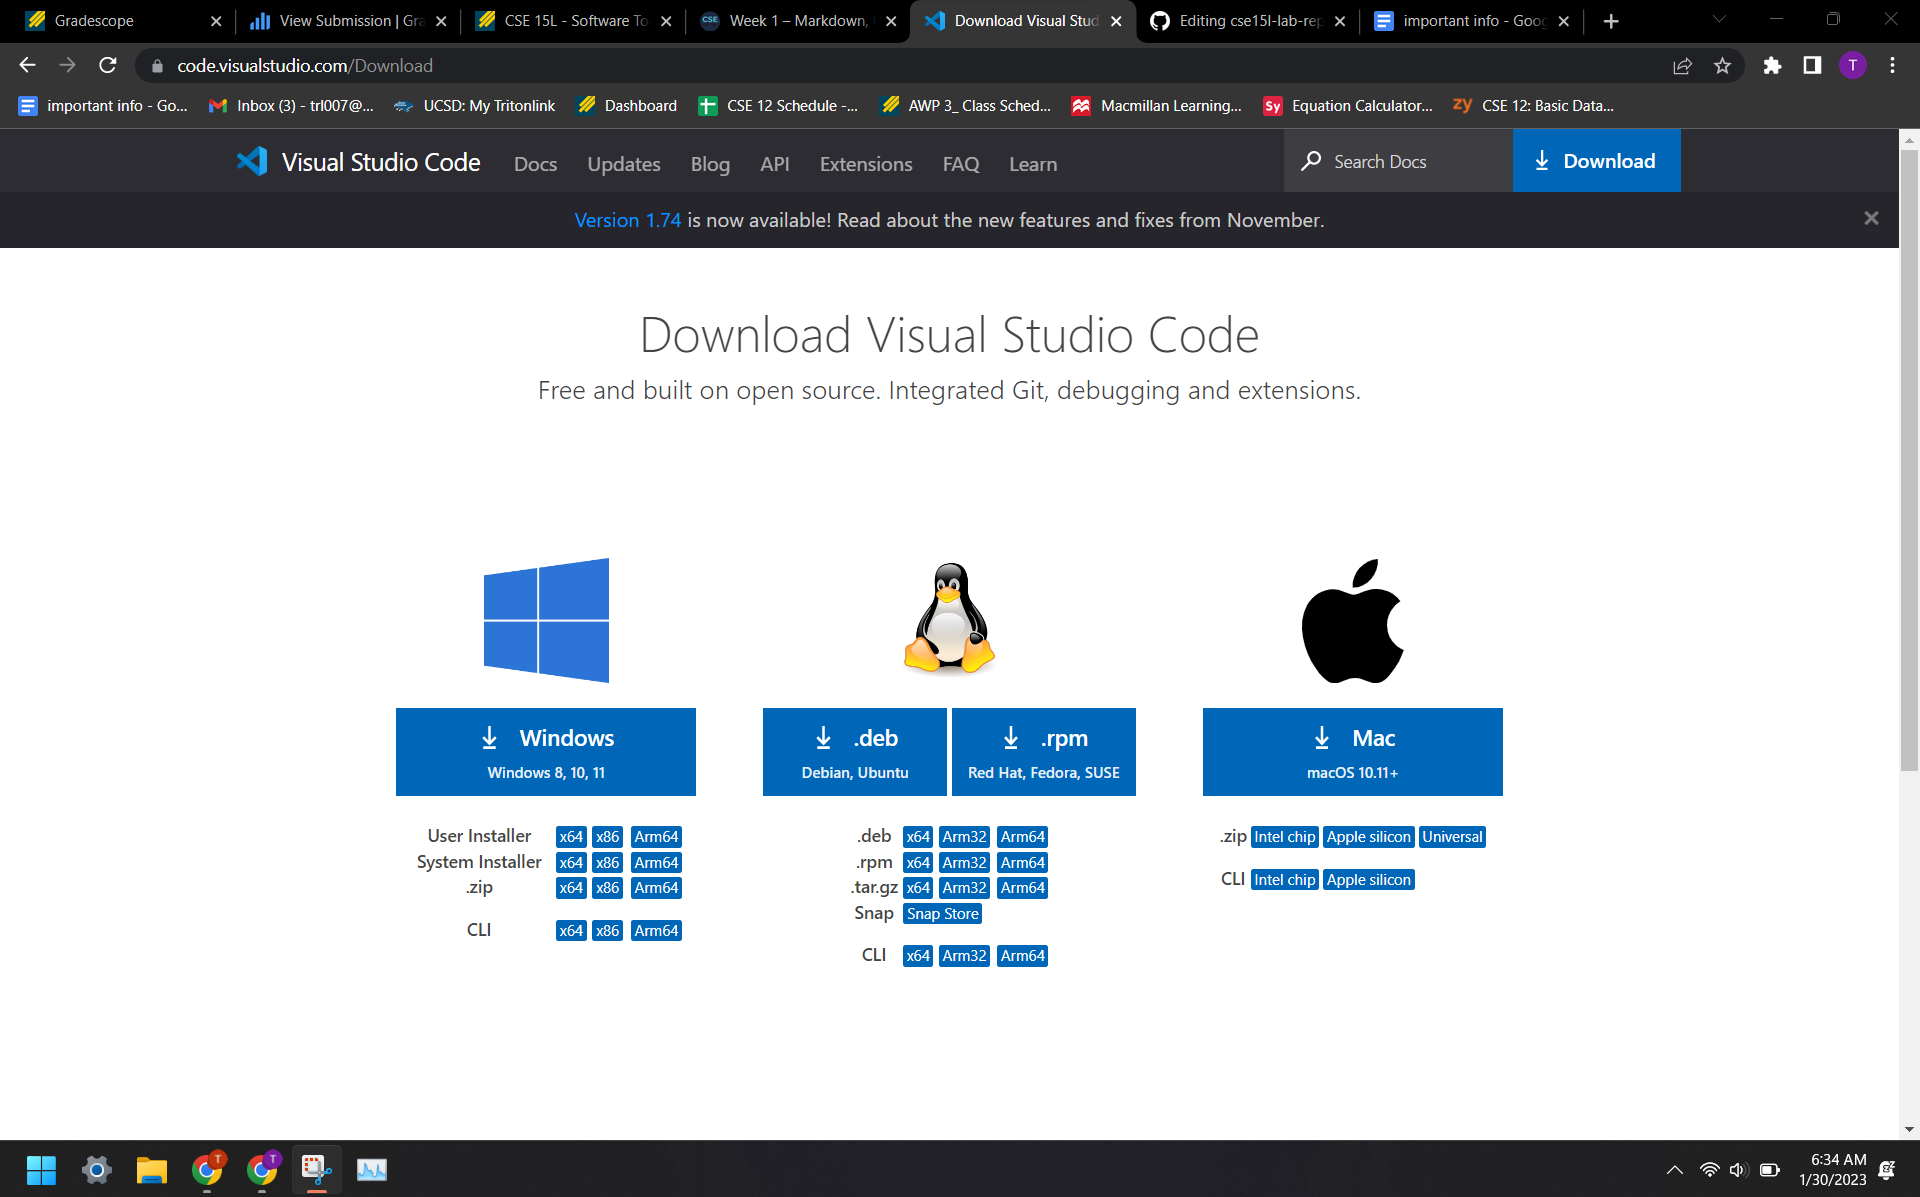 Gradescope
View Submission | Gra
CSE 15L - Software To
CSE
Week 1 – Markdown,
Download Visual Stud
Editing cse15l-lab-rep
important info - Goog
code.visualstudio.com/Download
T
important info - Go...
Inbox (3) - trl007@...
UCSD: My Tritonlink
Dashboard
CSE 12 Schedule -...
AWP 3_ Class Sched...
Macmillan Learning...
Sy
Equation Calculator...
zy
CSE 12: Basic Data...
Visual Studio Code
Docs
Updates
Blog
API
Extensions
FAQ
Learn
Search Docs
Download
Version 1.74 is now available! Read about the new features and fixes from November.
Download Visual Studio Code
Free and built on open source. Integrated Git, debugging and extensions.
Windows
Windows 8, 10, 11
User Installer x64 x86 Arm64
System Installer x64 x86 Arm64
.zip x64 x86 Arm64
CLI x64 x86 Arm64
.deb
Debian, Ubuntu
.rpm
Red Hat, Fedora, SUSE
.deb x64 Arm32 Arm64
.rpm x64 Arm32 Arm64
.tar.gz x64 Arm32 Arm64
Snap Snap Store
CLI x64 Arm32 Arm64
Mac
macOS 10.11+
.zip Intel chip Apple silicon Universal
CLI Intel chip Apple silicon
T
T
6:34 AM
1/30/2023